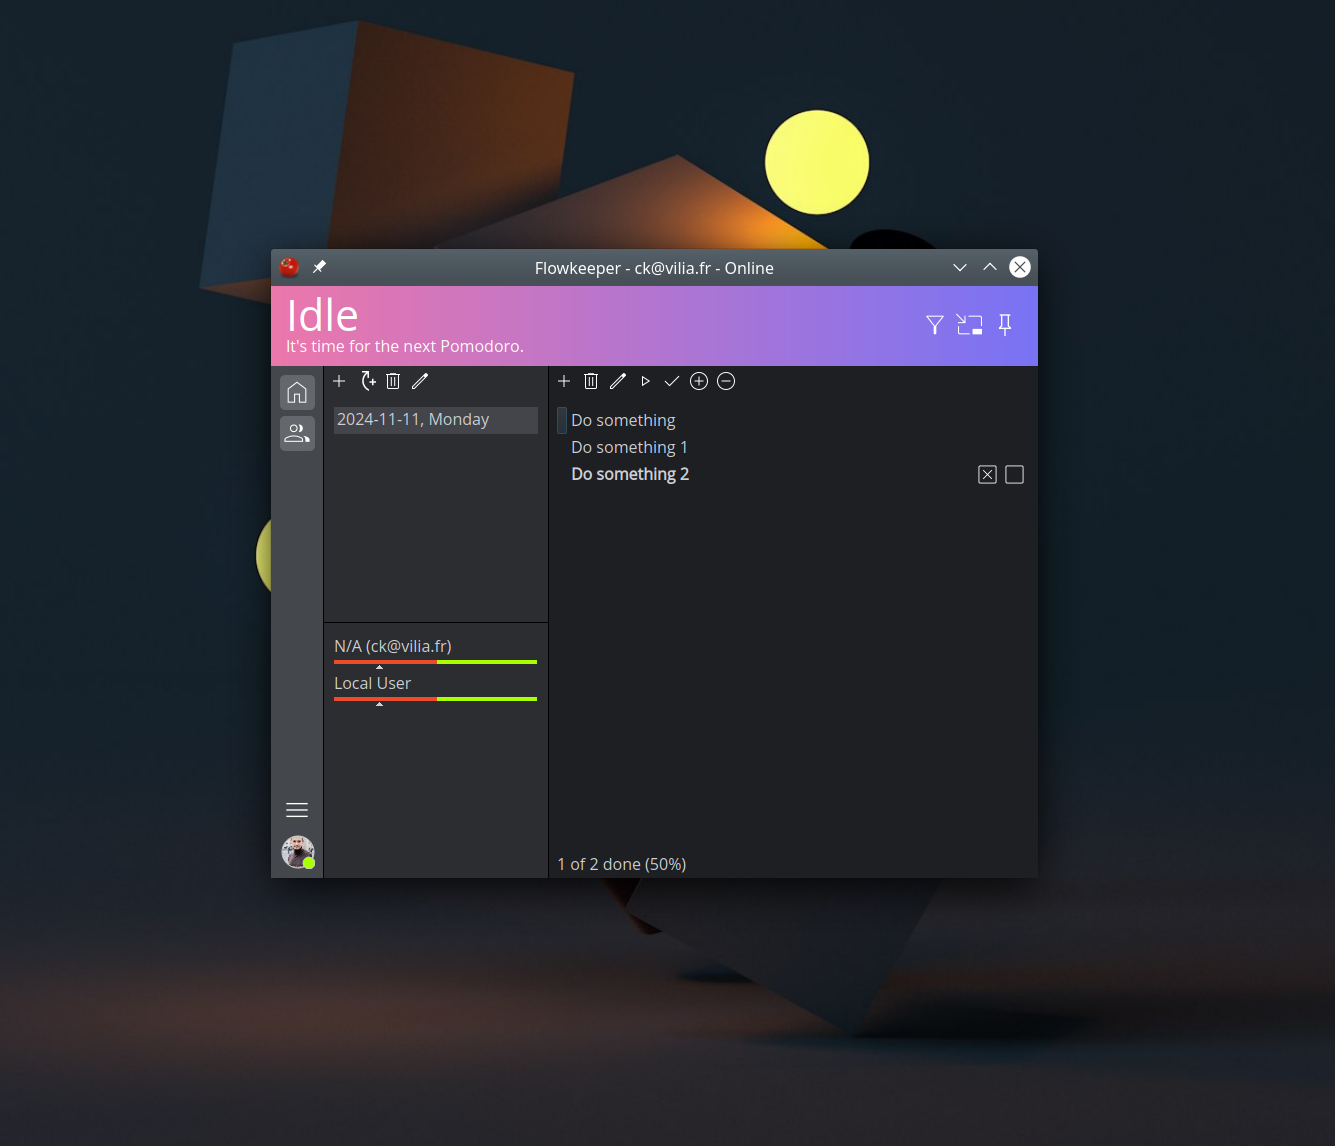 Flowkeeper - ck@vilia.fr - Online
Idle
It's time for the next Pomodoro.
2024-11-11, Monday
Do something
Do something 1
Do something 2
N/A (ck@vilia.fr)
Local User
1 of 2 done (50%)